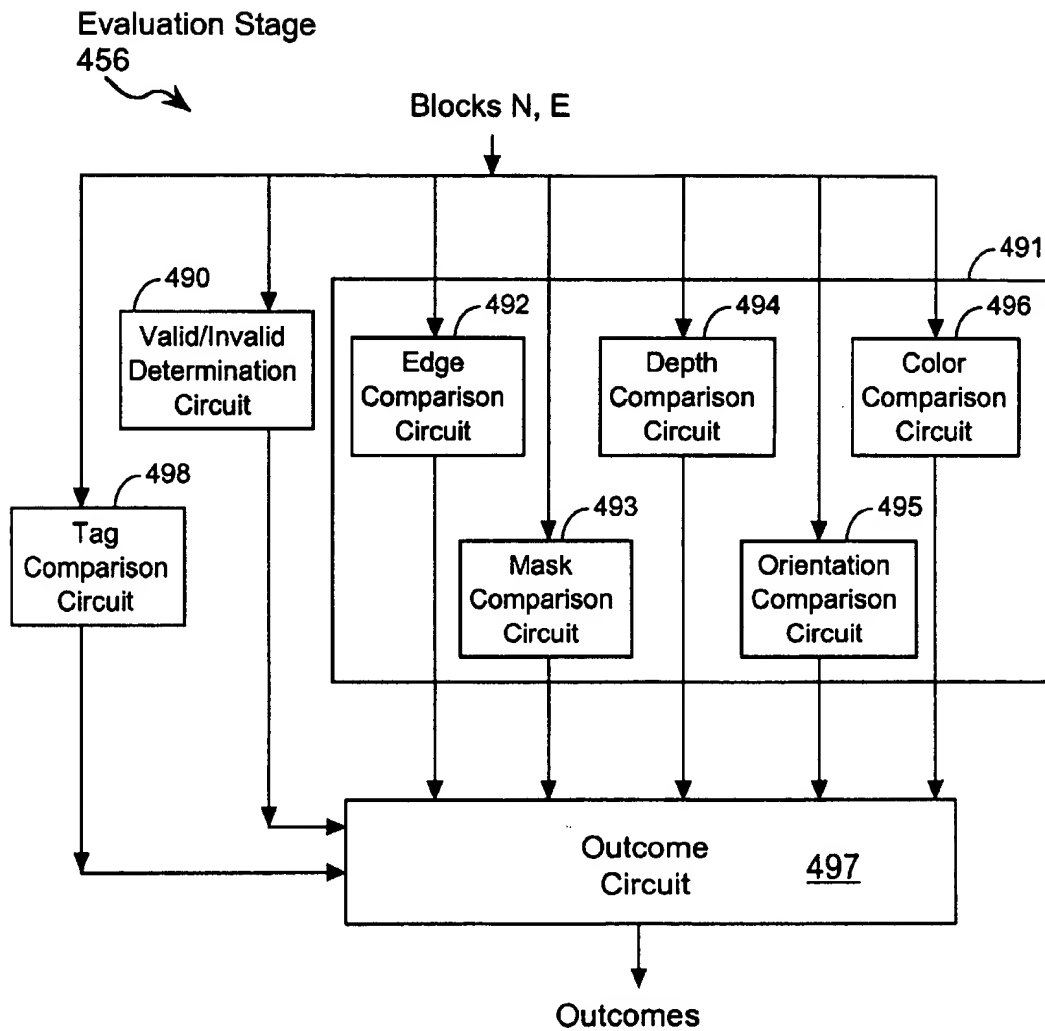 Evaluation Stage
456
Blocks N, E
491
490
492
494
496
Valid/Invalid
Determination
Circuit
Edge
Comparison
Circuit
Depth
Comparison
Circuit
Color
Comparison
Circuit
498
493
495
Tag
Comparison
Circuit
Mask
Comparison
Circuit
Orientation
Comparison
Circuit
Outcome
Circuit
497
Outcomes